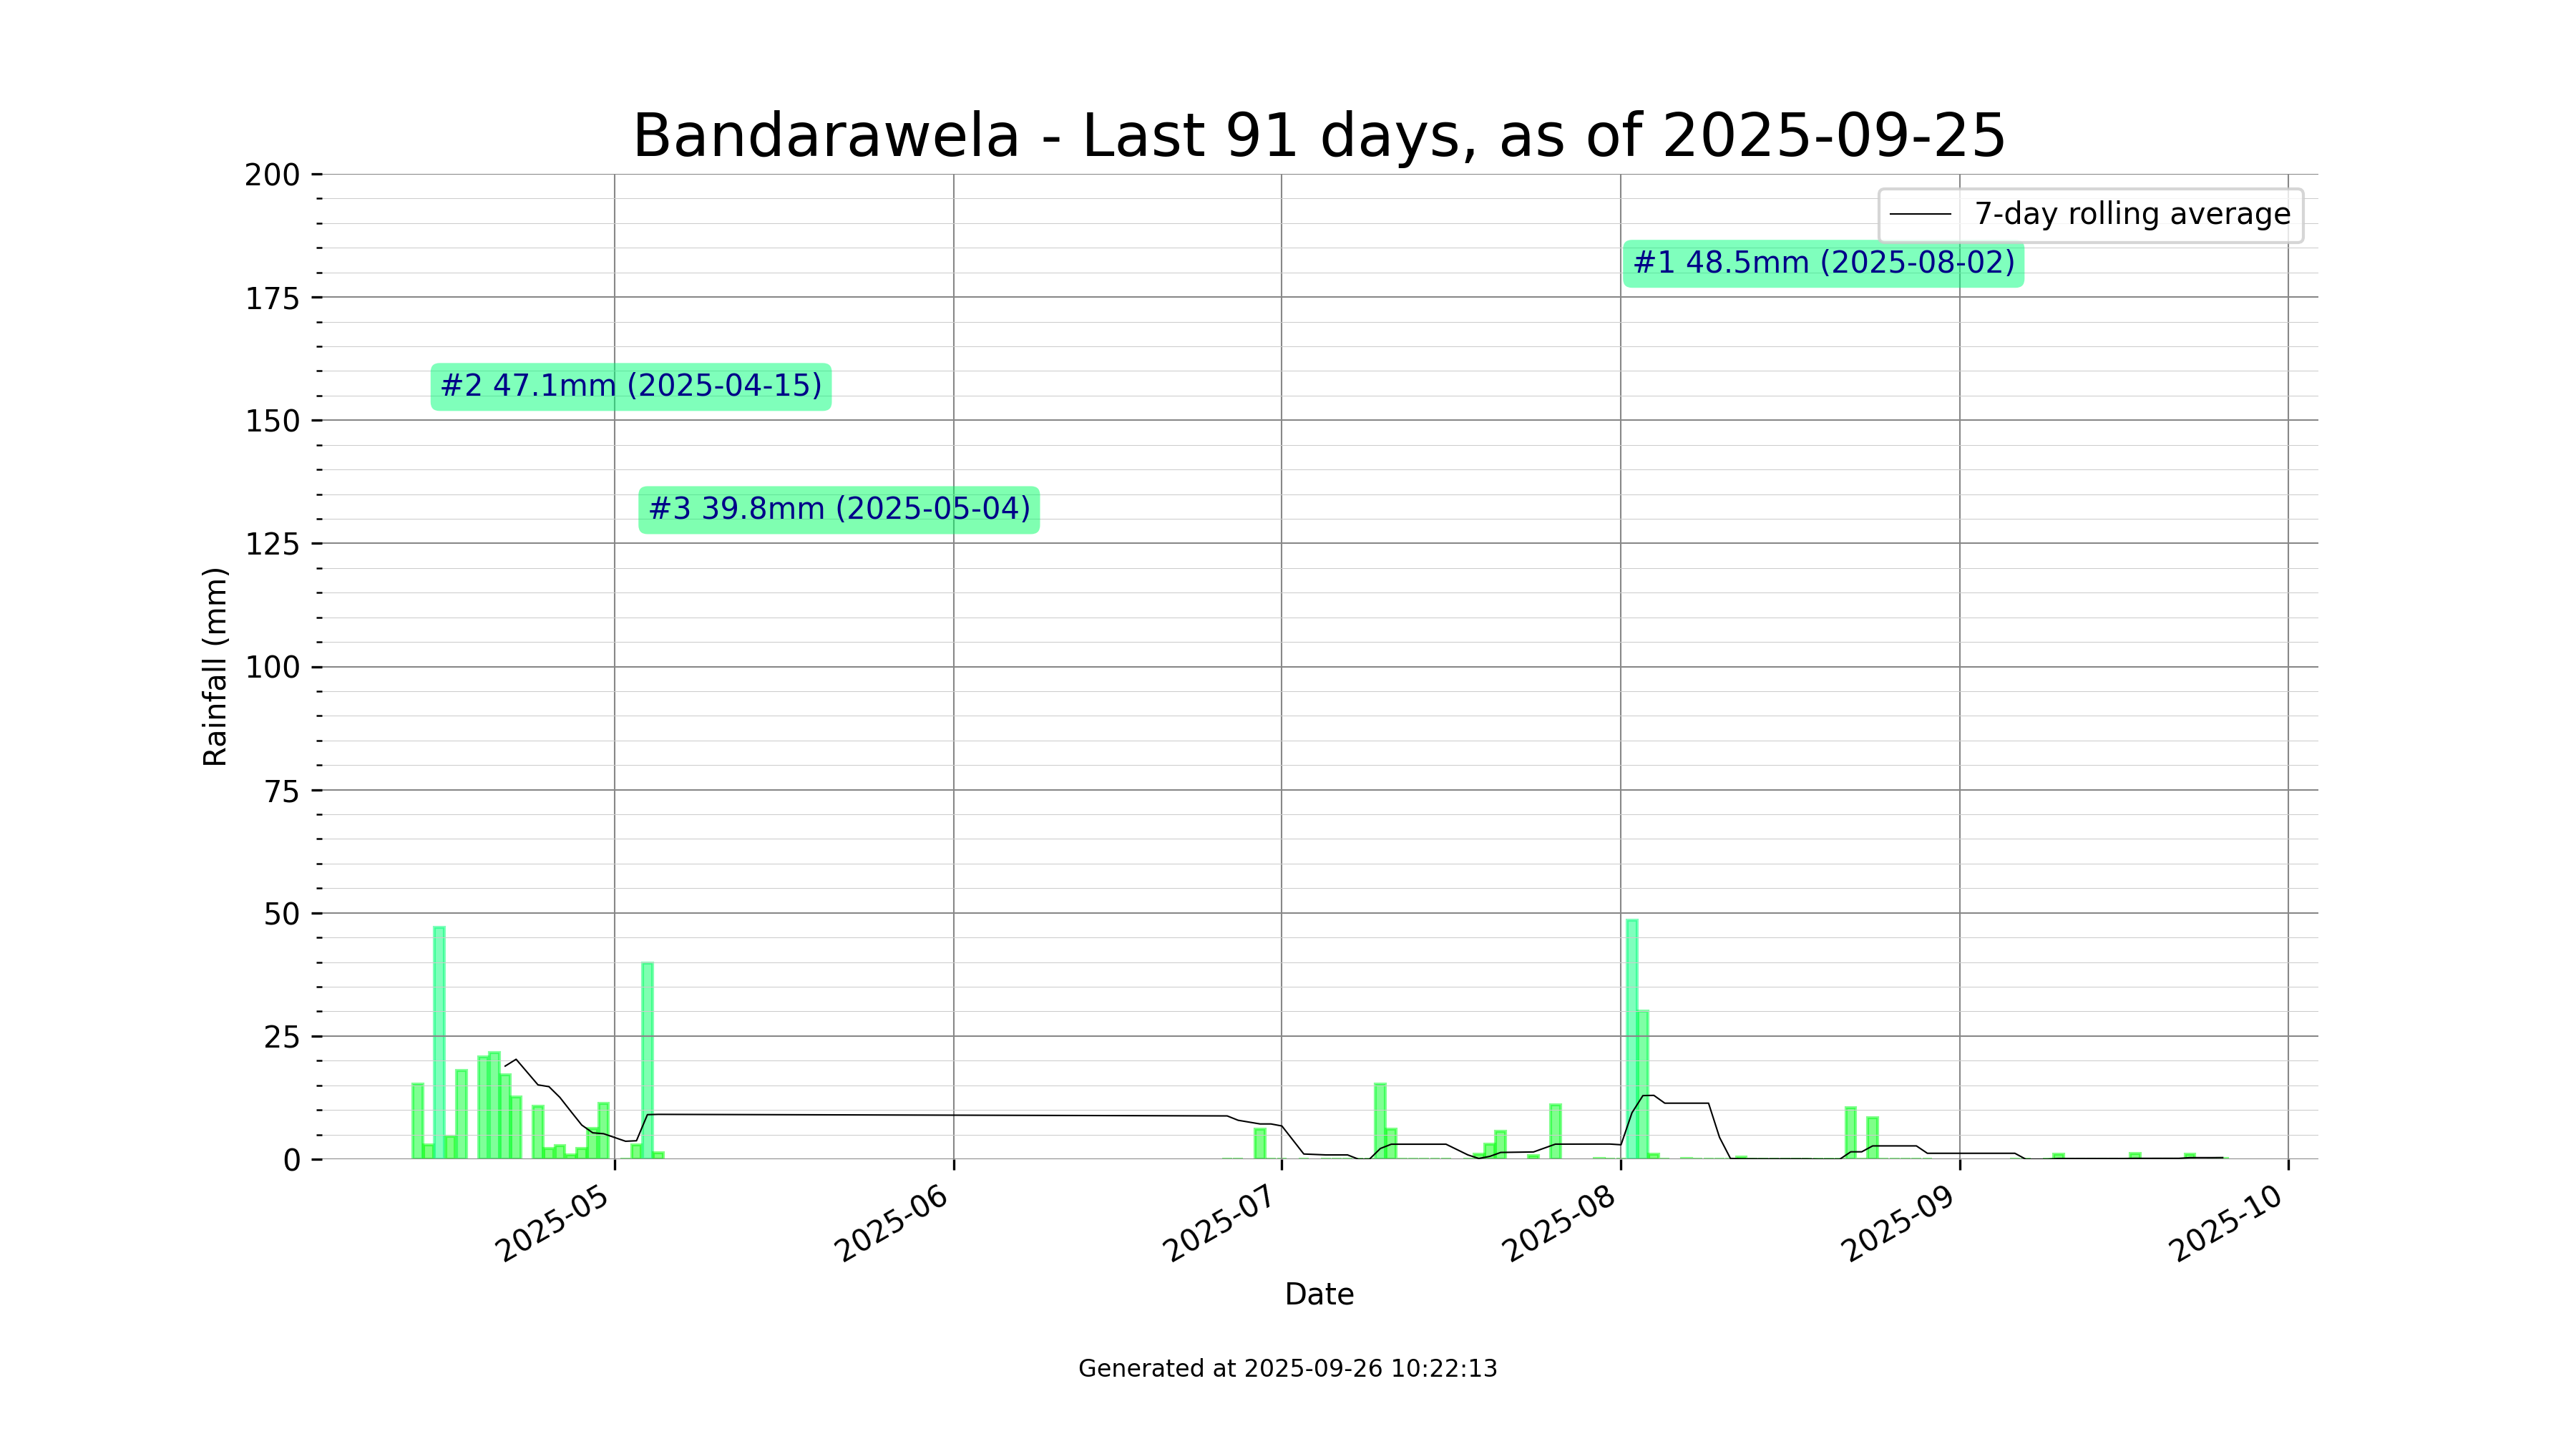 Bandarawela - Last 91 days, as of 2025-09-25
200
175
150
125
100
75
50
25
0
Rainfall (mm)
7-day rolling average
#1 48.5mm (2025-08-02)
#2 47.1mm (2025-04-15)
#3 39.8mm (2025-05-04)
2025-05
2025-06
2025-07
2025-08
2025-09
2025-10
Date
Generated at 2025-09-26 10:22:13